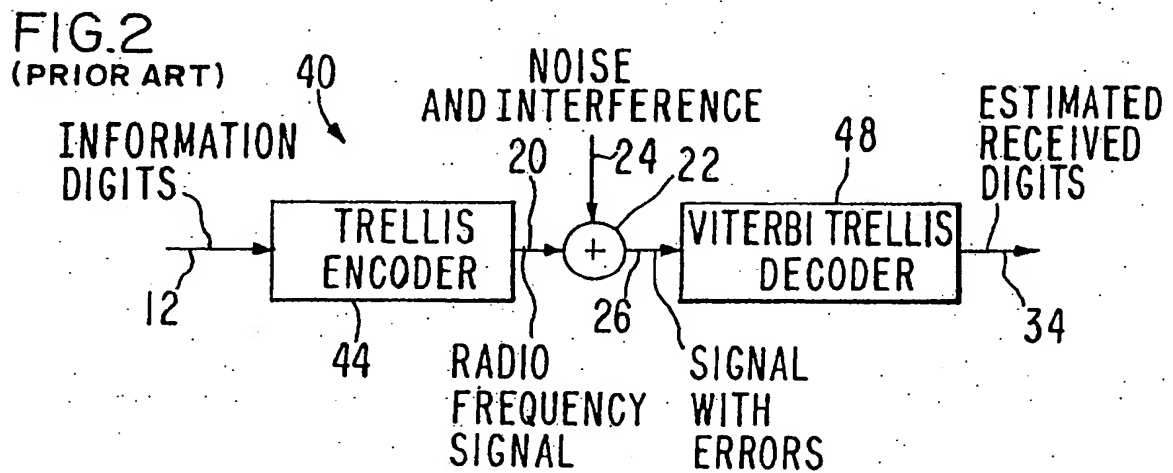 FIG.2
(PRIOR ART)
40
NOISE
AND INTERFERENCE
INFORMATION
DIGITS
20
24
22
48
ESTIMATED
RECEIVED
DIGITS
TRELLIS
ENCODER
+
VITERBI TRELLIS
DECODER
12
44
26
34
RADIO
FREQUENCY
SIGNAL
SIGNAL
WITH
ERRORS